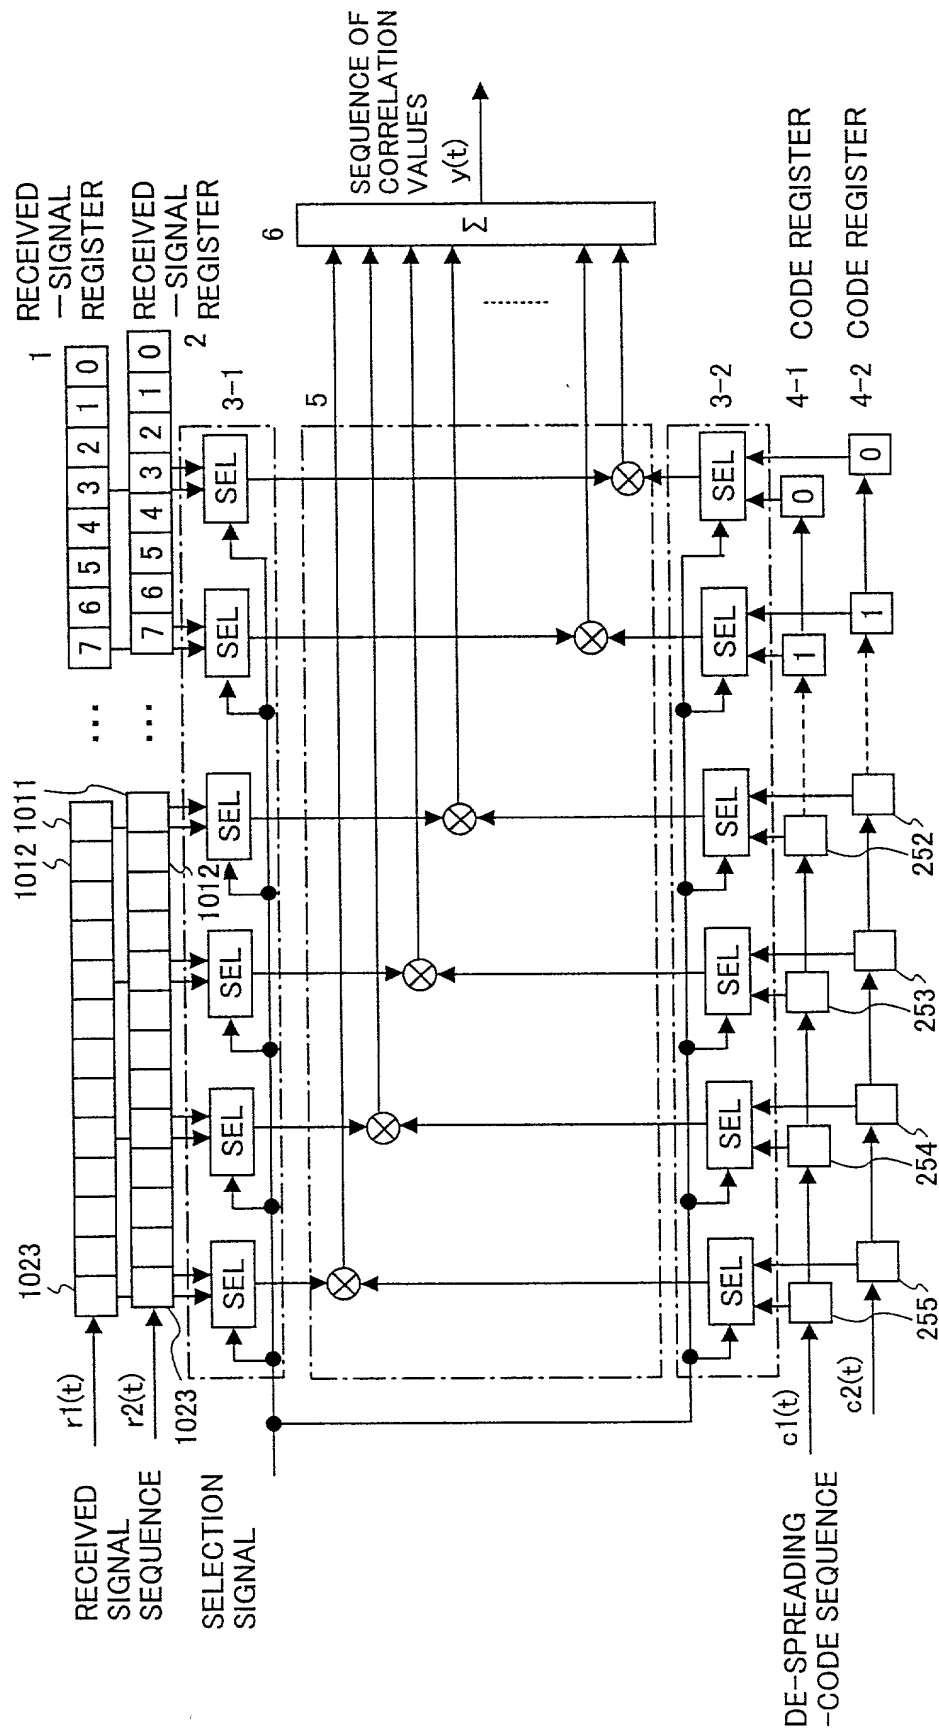 RECEIVED
SIGNAL
SEQUENCE
r1(t)
r2(t)
1023
1023
1012
1011
1012
...
...
7 6 5 4 3 2 1 0
7 6 5 4 3 2 1 0
1
RECEIVED
—SIGNAL
REGISTER
2
RECEIVED
—SIGNAL
REGISTER
SELECTION
SIGNAL
SEL
SEL
SEL
SEL
SEL
SEL
3-1
5
6
Σ
SEQUENCE OF
CORRELATION
VALUES
y(t)
SEL
SEL
SEL
SEL
SEL
SEL
3-2
DE-SPREADING
-CODE SEQUENCE
c1(t)
c2(t)
1
0
4-1 CODE REGISTER
1
0
4-2 CODE REGISTER
255
254
253
252